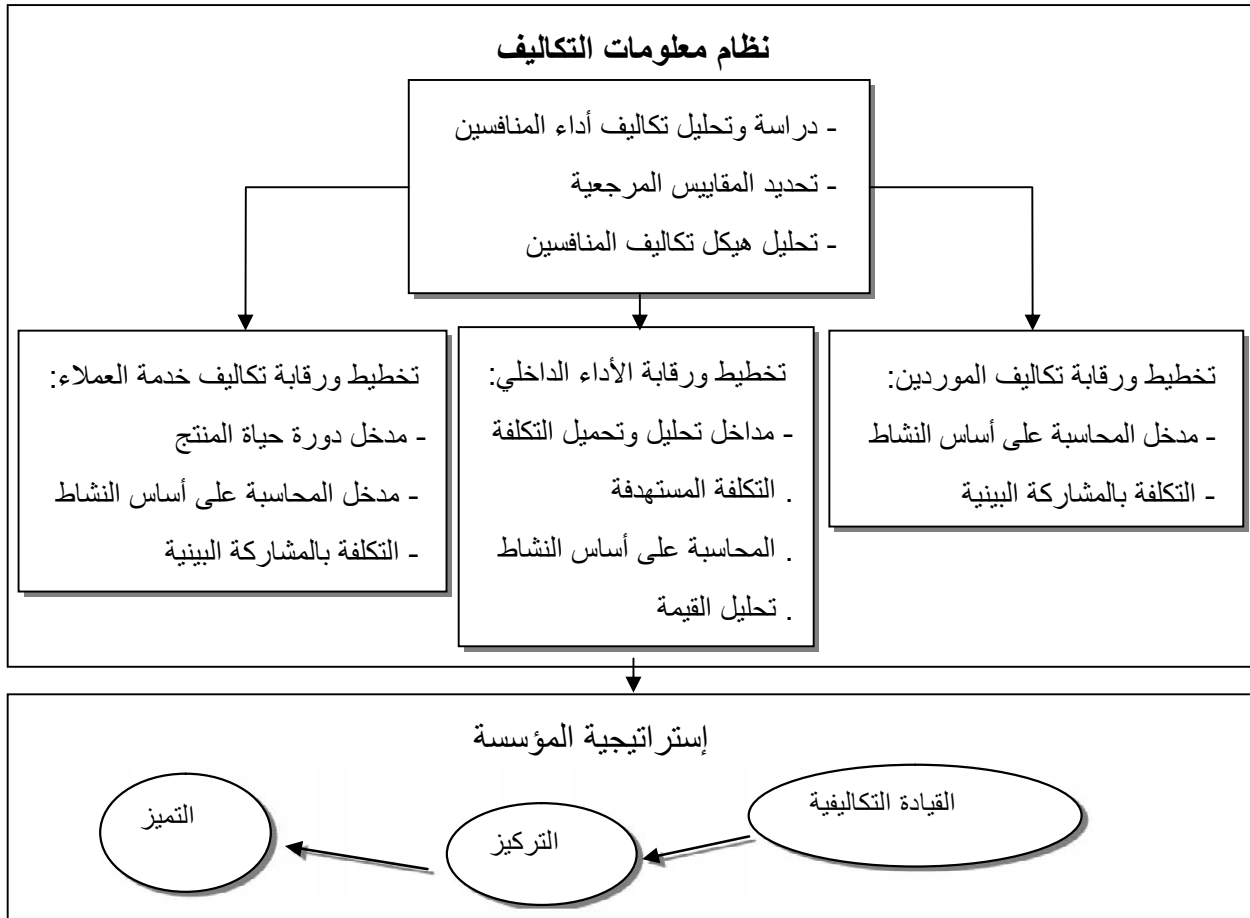 نظام معلومات التكاليف
- دراسة وتحليل تكاليف أداء المنافسين
- تحديد المقاييس المرجعية
- تحليل هيكل تكاليف المنافسين
تخطيط ورقابة تكاليف الموردين:
- مدخل المحاسبة على أساس النشاط
- التكلفة بالمشاركة البينية
تخطيط ورقابة الأداء الداخلي:
- مداخل تحليل وتحميل التكلفة
. التكلفة المستهدفة
. المحاسبة على أساس النشاط
. تحليل القيمة
تخطيط ورقابة تكاليف خدمة العملاء:
- مدخل دورة حياة المنتج
- مدخل المحاسبة على أساس النشاط
- التكلفة بالمشاركة البينية
إستراتيجية المؤسسة
القيادة التكاليفية
التركيز
التميز